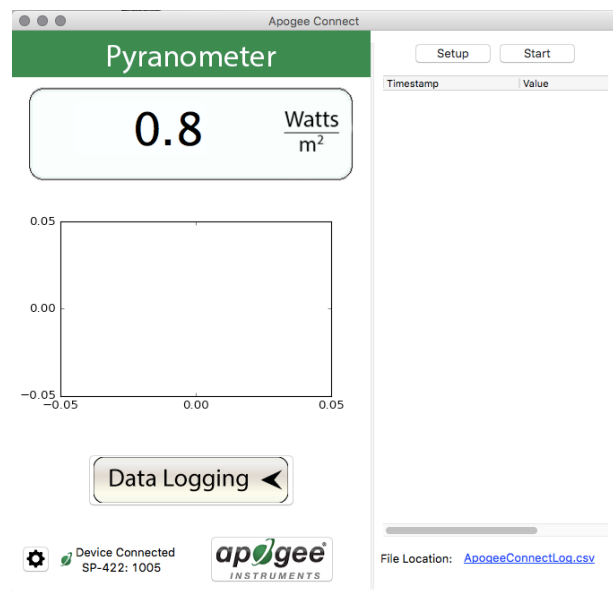 Apogee Connect
Pyranometer
0.8 Watts
m²
0.05
0.00
−0.05
−0.05 0.00 0.05
Data Logging
Device Connected
SP-422: 1005
apogee
INSTRUMENTS
Setup Start
Timestamp Value
File Location: ApogeeConnectLog.csv